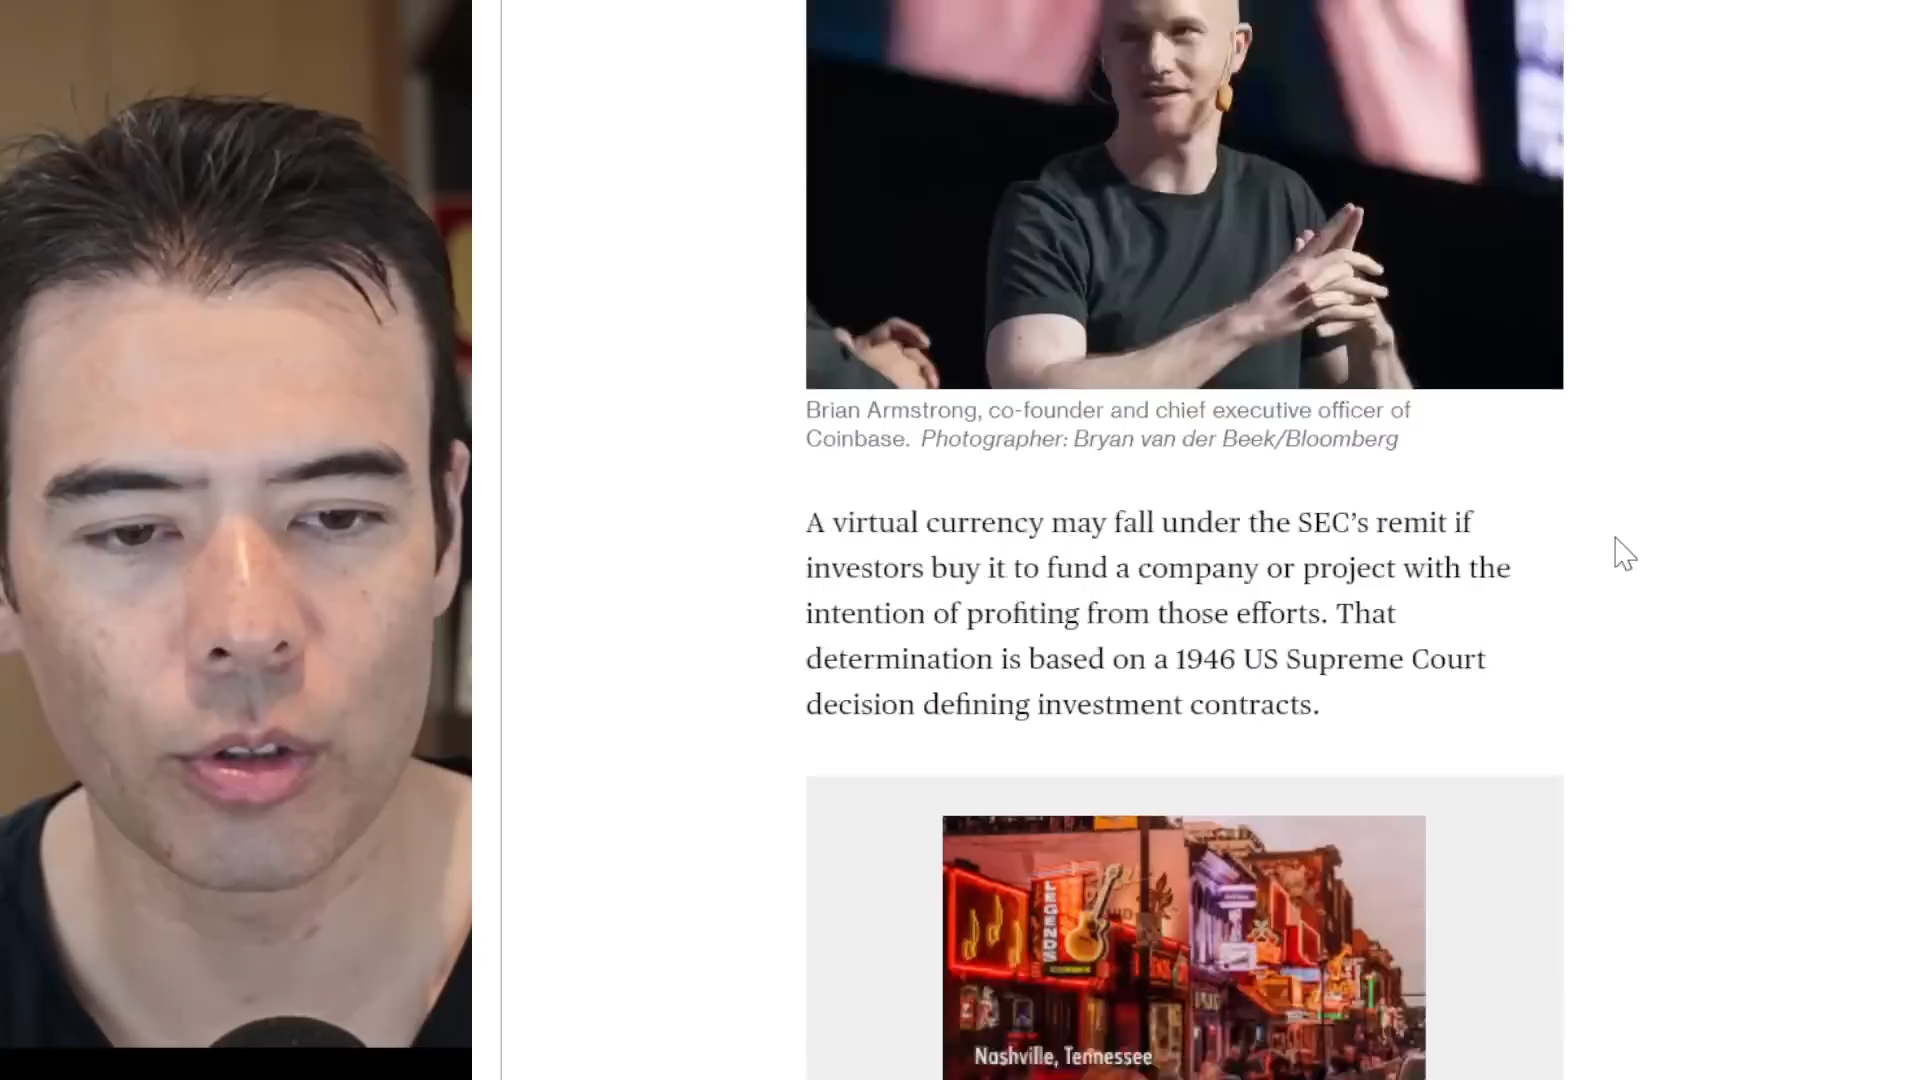 Brian Armstrong, co-founder and chief executive officer of
Coinbase. Photographer: Bryan van der Beek/Bloomberg
A virtual currency may fall under the SEC’s remit if
investors buy it to fund a company or project with the
intention of profiting from those efforts. That
determination is based on a 1946 US Supreme Court
decision defining investment contracts.
LEGENDS
Nashville, Tennessee